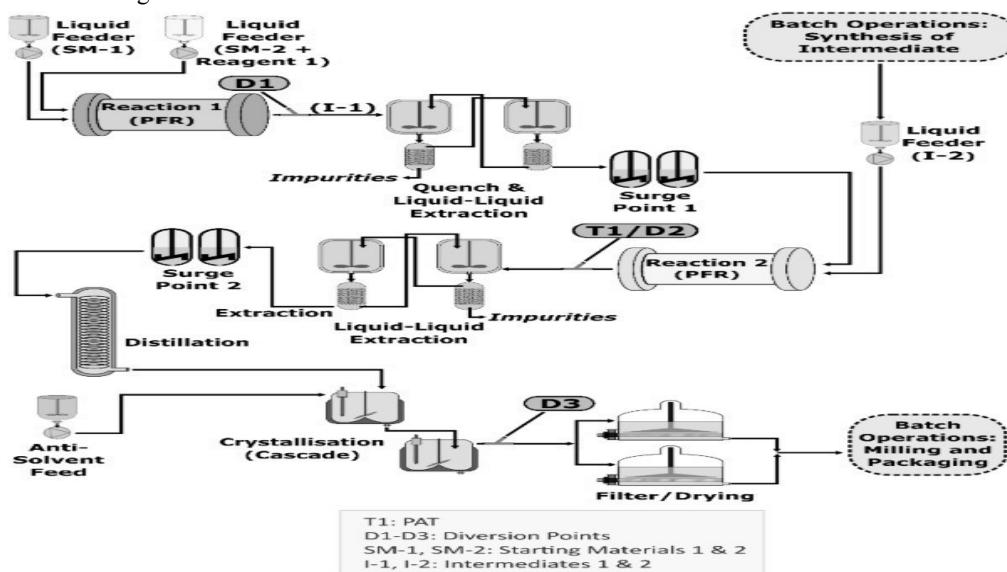 Liquid
Feeder
(SM-1)
Liquid
Feeder
(SM-2 +
Reagent 1)
Batch Operations:
Synthesis of
Intermediate
D1
Reaction 1
(PFR)
(I-1)
Liquid
Feeder
(I-2)
Impurities
Quench &
Liquid-Liquid
Extraction
Surge
Point 1
T1/D2
Reaction 2
(PFR)
Surge
Point 2
Extraction
Liquid-Liquid
Extraction
Impurities
Distillation
Anti-
Solvent
Feed
Crystallisation
(Cascade)
D3
Filter/Drying
Batch
Operations:
Milling and
Packaging
T1: PAT
D1-D3: Diversion Points
SM-1, SM-2: Starting Materials 1 & 2
I-1, I-2: Intermediates 1 & 2